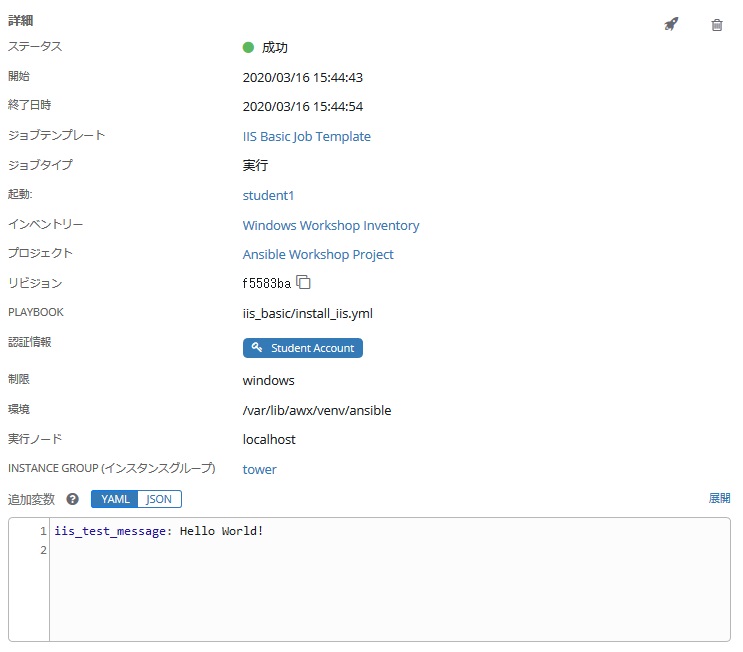 詳細
ステータス 成功
開始 2020/03/16 15:44:43
終了日時 2020/03/16 15:44:54
ジョブテンプレート IIS Basic Job Template
ジョブタイプ 実行
起動: student1
インベントリー Windows Workshop Inventory
プロジェクト Ansible Workshop Project
リビジョン f5583ba
PLAYBOOK iis_basic/install_iis.yml
認証情報 Student Account
制限 windows
環境 /var/lib/awx/venv/ansible
実行ノード localhost
INSTANCE GROUP (インスタンスグループ) tower
追加変数 ? YAML JSON 展開
1 iis_test_message: Hello World!
2